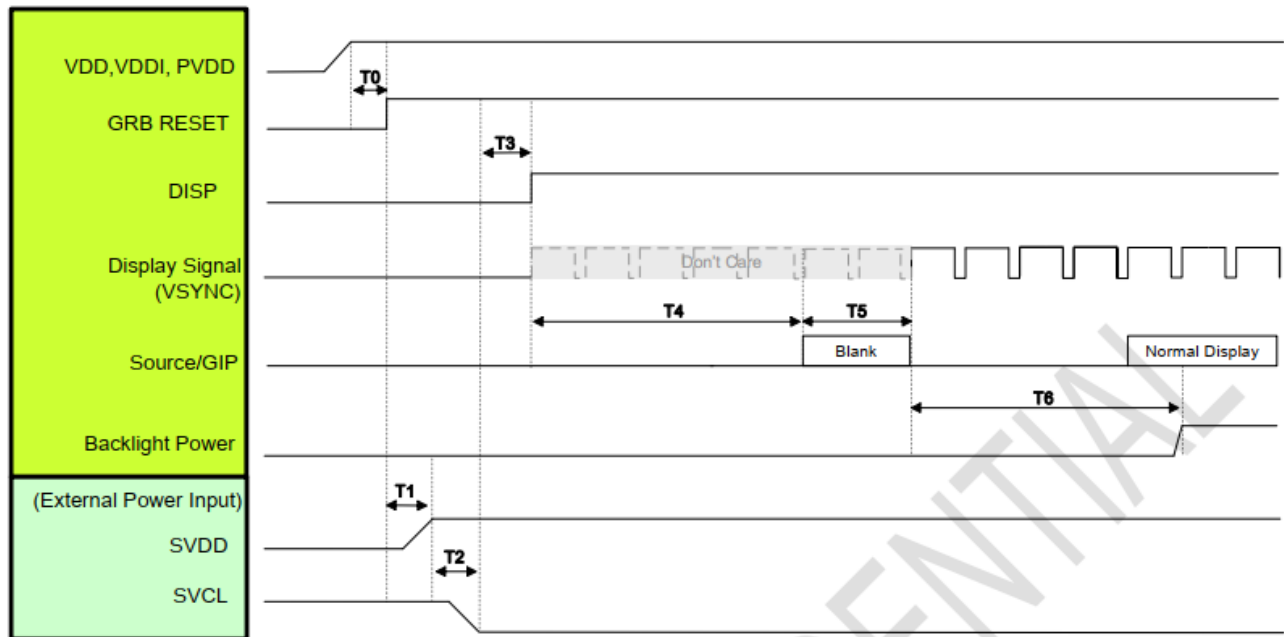 VDD,VDDI, PVDD
T0
GRB RESET
T3
DISP
Display Signal
(VSYNC)
Don't Care
T4
T5
Source/GIP
Blank
Normal Display
T6
Backlight Power
(External Power Input)
T1
SVDD
T2
SVCL